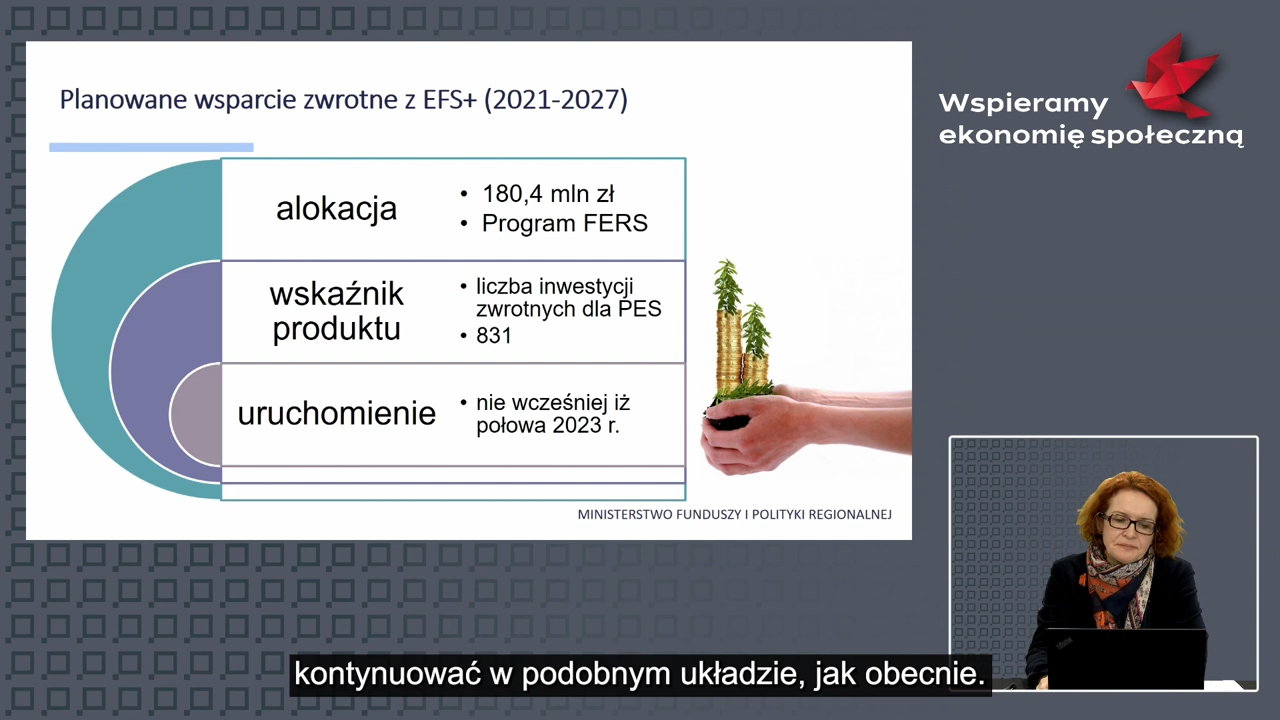 Planowane wsparcie zwrotne z EFS+ (2021-2027)
Wspieramy
ekonomię społeczną
alokacja
• 180,4 mln zł
• Program FERS
wskaźnik
produktu
• liczba inwestycji
zwrotnych dla PES
• 831
uruchomienie
• nie wcześniej iż
połowa 2023 r.
MINISTERSTWO FUNDUSZY I POLITYKI REGIONALNEJ
kontynuować w podobnym układzie, jak obecnie.